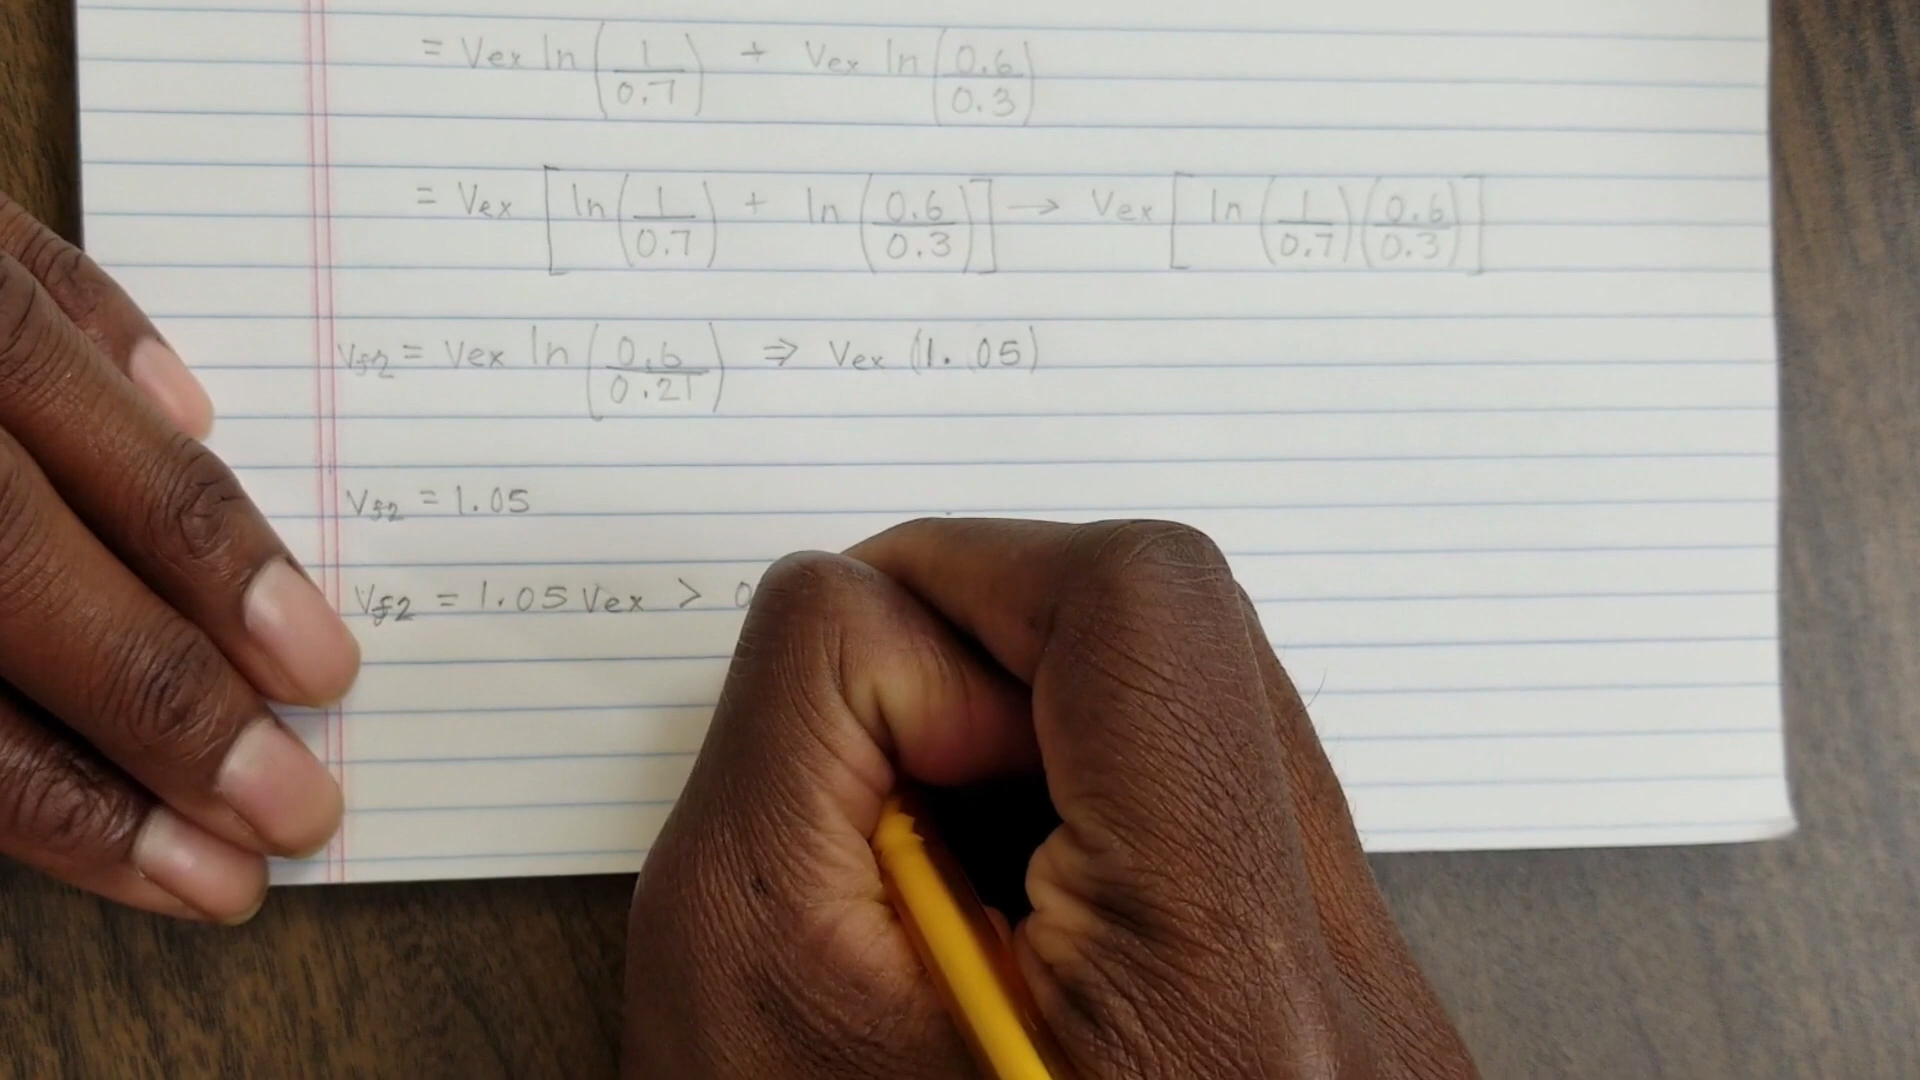 = Vex ln(1/0.7) + Vex ln(0.6/0.3)
= Vex [ln(1/0.7) + ln(0.6/0.3)] → Vex [ln(1/0.7)(0.6/0.3)]
Vf2 = Vex ln(0.6/0.21) ⇒ Vex (1.05)
Vf2 = 1.05
Vf2 = 1.05 Vex > 0